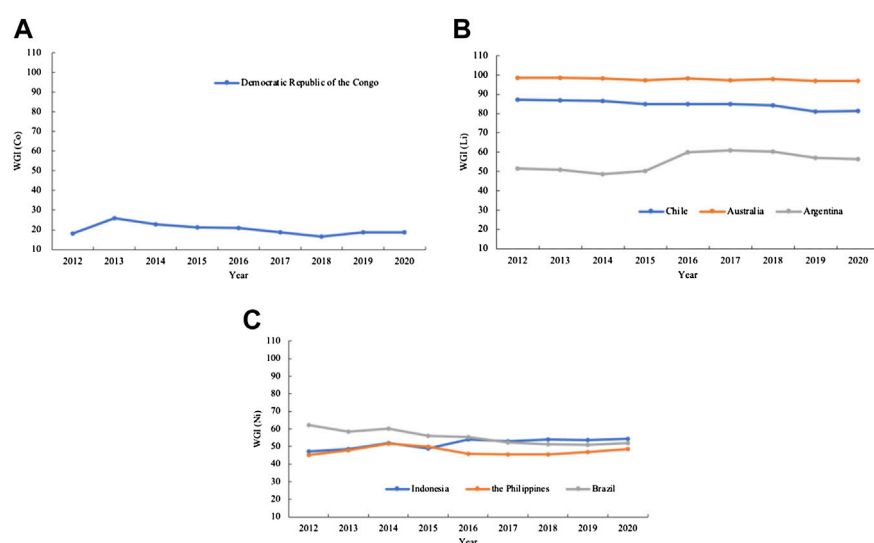 A
110
100
90
80
70
60
50
40
30
20
10
WGI (Co)
Democratic Republic of the Congo
2012 2013 2014 2015 2016 2017 2018 2019 2020
Year
B
110
100
90
80
70
60
50
40
30
20
10
WGI (Li)
Chile Australia Argentina
2012 2013 2014 2015 2016 2017 2018 2019 2020
Year
C
110
100
90
80
70
60
50
40
30
20
10
WGI (Ni)
Indonesia the Philippines Brazil
2012 2013 2014 2015 2016 2017 2018 2019 2020
Year